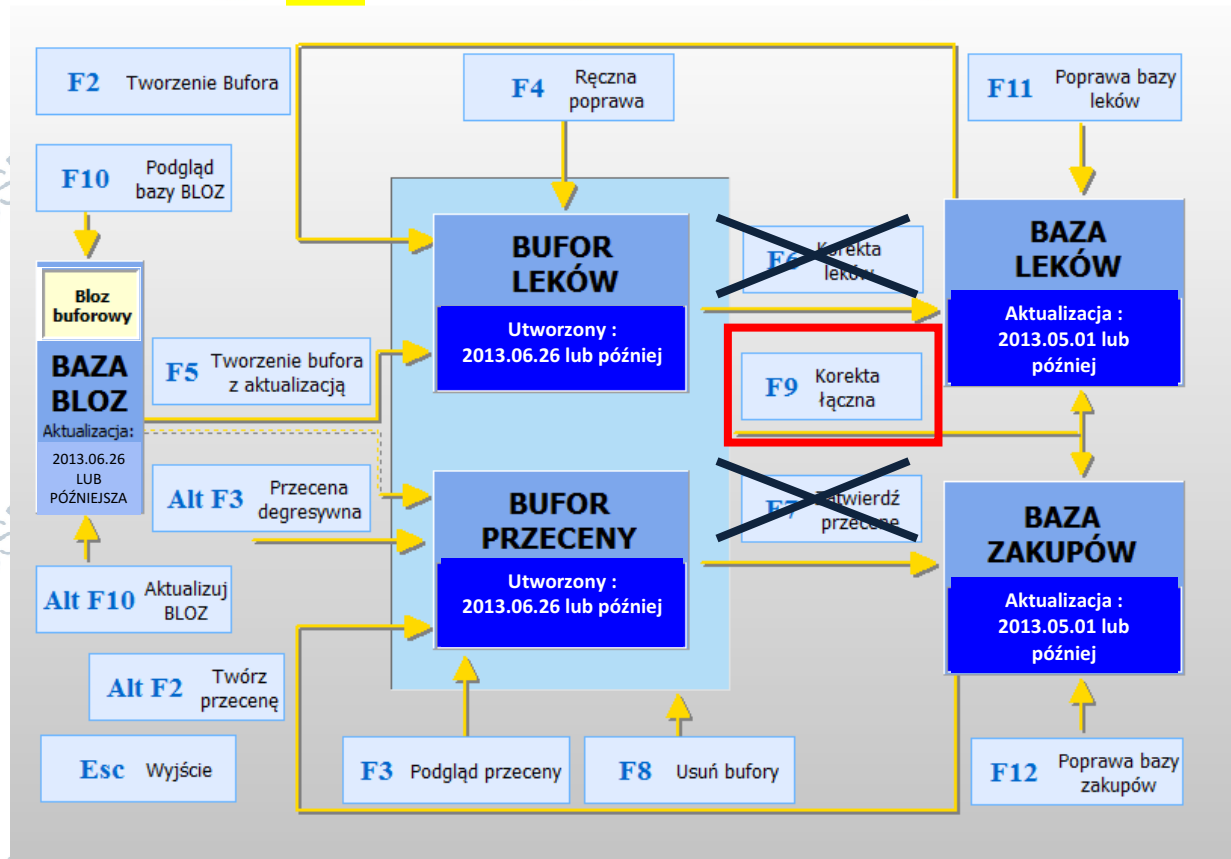 F2 Tworzenie Bufora
F4 Ręczna
poprawa
F11 Poprawa bazy
leków
F10 Podgląd
bazy BLOZ
BUFOR
LEKÓW
Utworzony :
2013.06.26 lub później
F6 Korekta
leków
BAZA
LEKÓW
Aktualizacja :
2013.05.01 lub
później
Bloz
buforowy
BAZA
BLOZ
Aktualizacja:
2013.06.26
LUB
PÓŹNIEJSZA
F5 Tworzenie bufora
z aktualizacją
F9 Korekta
łączna
Alt F3 Przecena
degresywna
BUFOR
PRZECENY
Utworzony :
2013.06.26 lub później
F7 Zatwierdź
przecenę
BAZA
ZAKUPÓW
Aktualizacja :
2013.05.01 lub
później
Alt F10 Aktualizuj
BLOZ
Alt F2 Twórz
przecenę
Esc Wyjście
F3 Podgląd przeceny
F8 Usuń bufory
F12 Poprawa bazy
zakupów